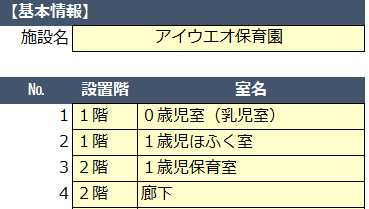 【基本情報】
施設名 アイウエオ保育園
№ 設置階 室名
1 １階 ０歳児室（乳児室）
2 １階 １歳児ほふく室
3 ２階 １歳児保育室
4 ２階 廊下